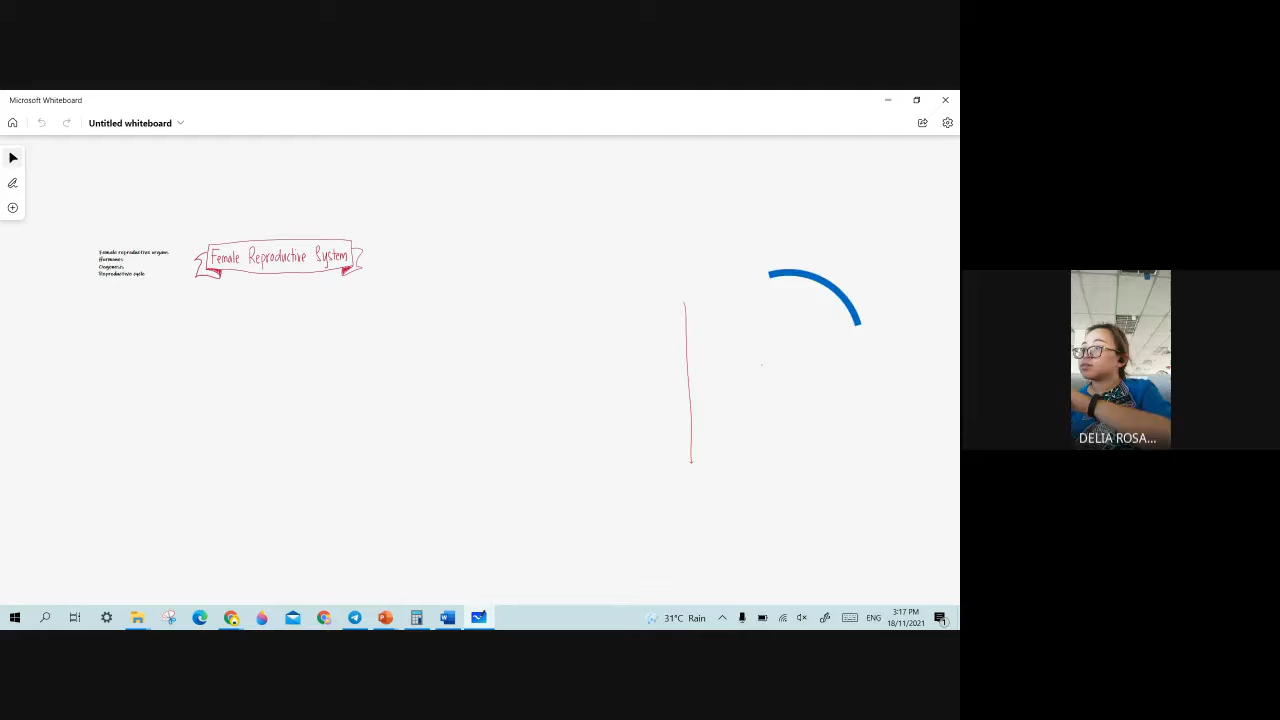 Microsoft Whiteboard
Untitled whiteboard
Female reproductive organs
Hormones
Oogenesis
Reproductive cycle
Female Reproductive System
DELIA ROSA...
31°C Rain
ENG
3:17 PM
18/11/2021
1